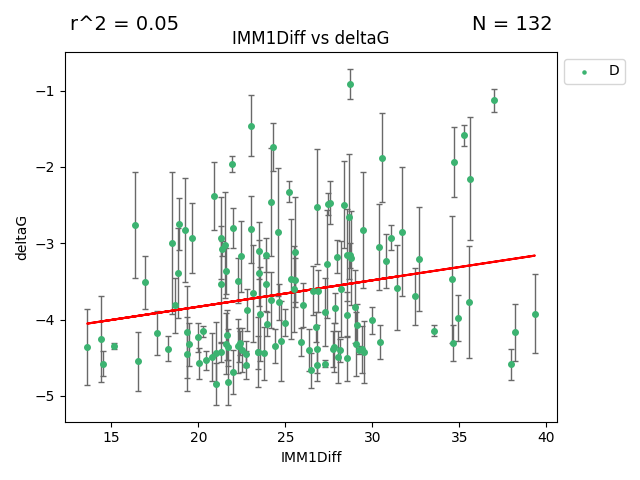 r^2 = 0.05 N = 132
IMM1Diff vs deltaG
D
−1
−2
−3
−4
−5
deltaG
15 20 25 30 35 40
IMM1Diff